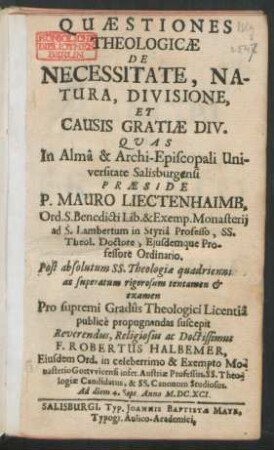 QUÆSTIONES
THEOLOGICÆ
DE
NECESSITATE, NA-
TURA, DIVISIONE,
ET
CAUSIS GRATIÆ DIV.
QUAS
In Almâ & Archi-Episcopali Uni-
versitate Salisburgensi
PRÆSIDE
P. MAURO LIECTENHAIMB,
Ord. S. Benedicti Lib. & Exemp. Monasterij
ad S. Lambertum in Styriâ Professo, SS.
Theol. Doctore, Ejusdemque Pro-
fessore Ordinario,
Post absolutum SS. Theologiæ quadriennium
ac superatum rigorosum tentamen &
examen
Pro supremi Gradûs Theologici Licentiâ
publicè propugnandas suscepit
Reverendus, Religiosus ac Doctissimus
F. ROBERTUS HALBEMER,
Ejusdem Ord. in celeberrimo & Exempto Mo-
nasterio Gottvvicensi infer. Austriæ Professus, SS. Theo-
logiæ Candidatus, & SS. Canonum Studiosus.
Ad diem 4. Anno M.DC.XCI.
SALISBURGI, Typ. JOANNIS BAPTISTÆ MAYR,
Typogr. Aulico-Academici,
BERLIN